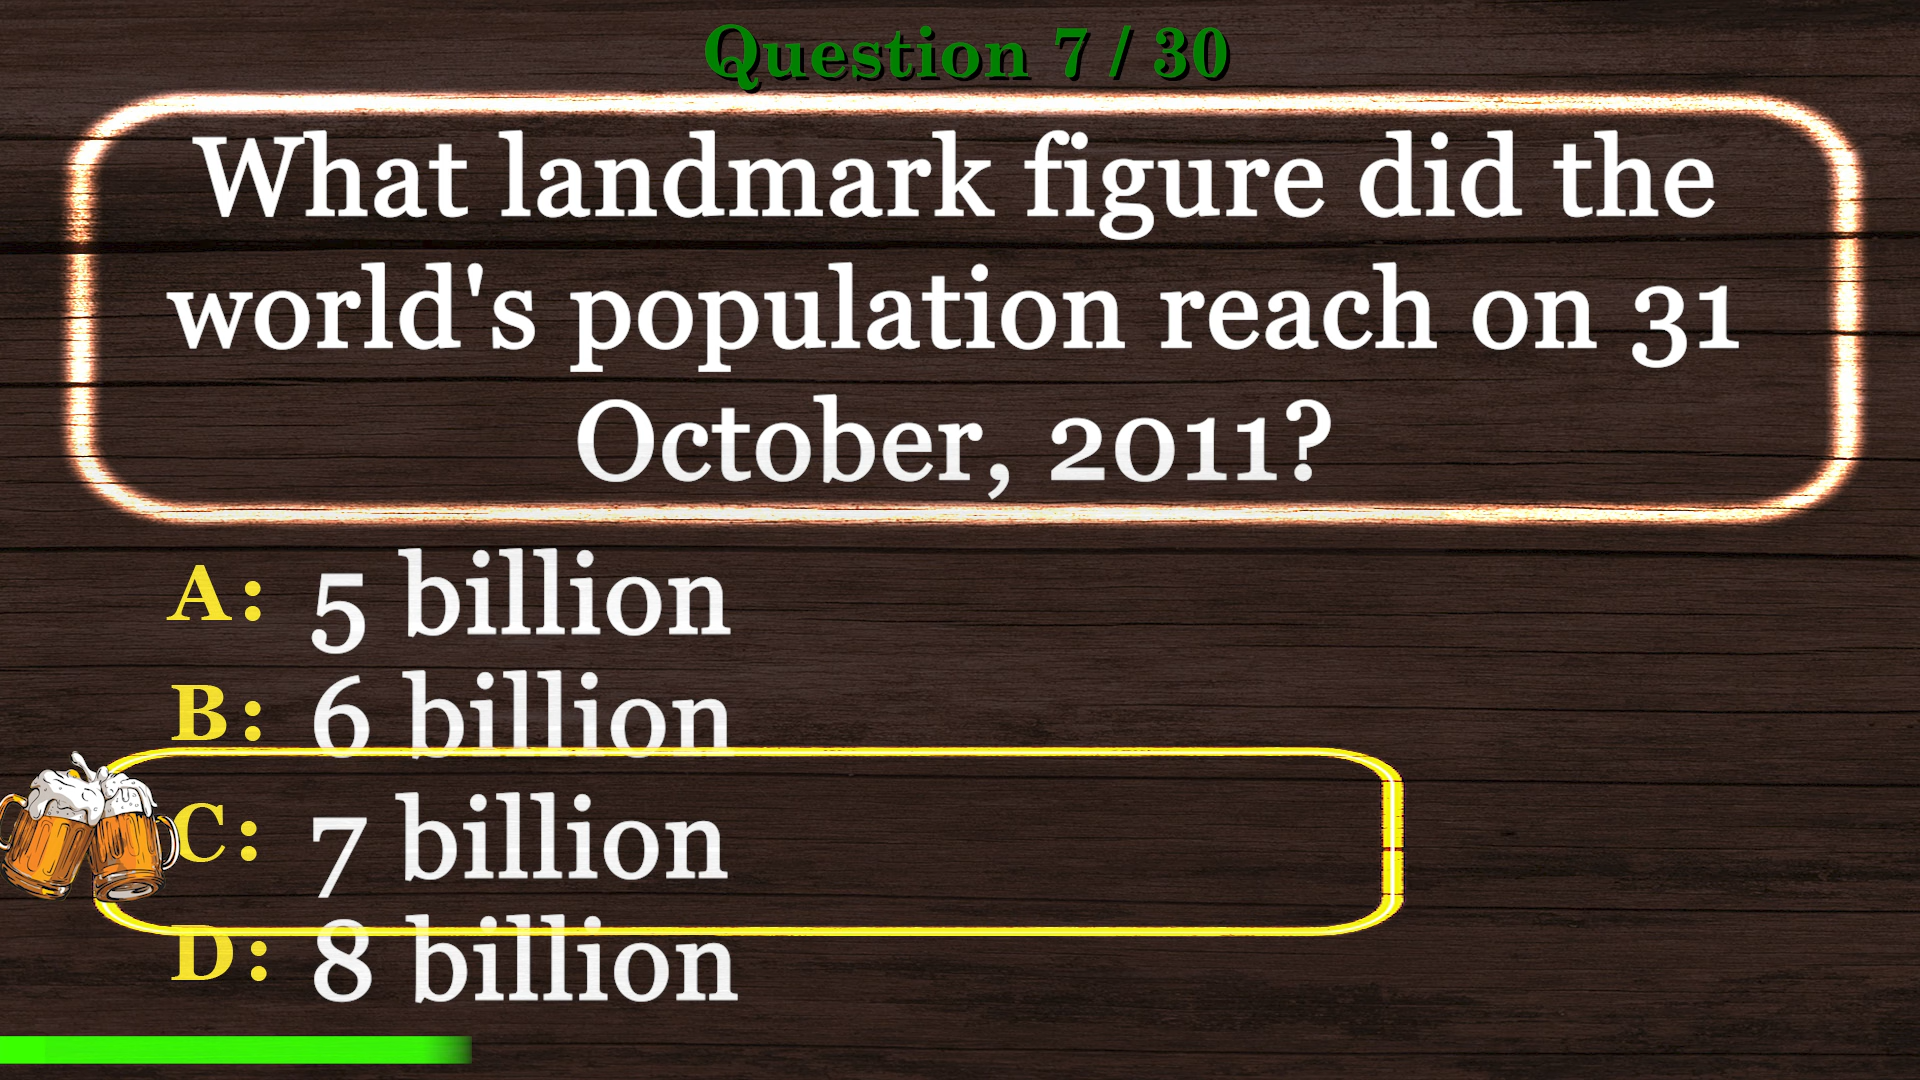 Question 7 / 30
What landmark figure did the
world's population reach on 31
October, 2011?
A: 5 billion
B: 6 billion
C: 7 billion
D: 8 billion